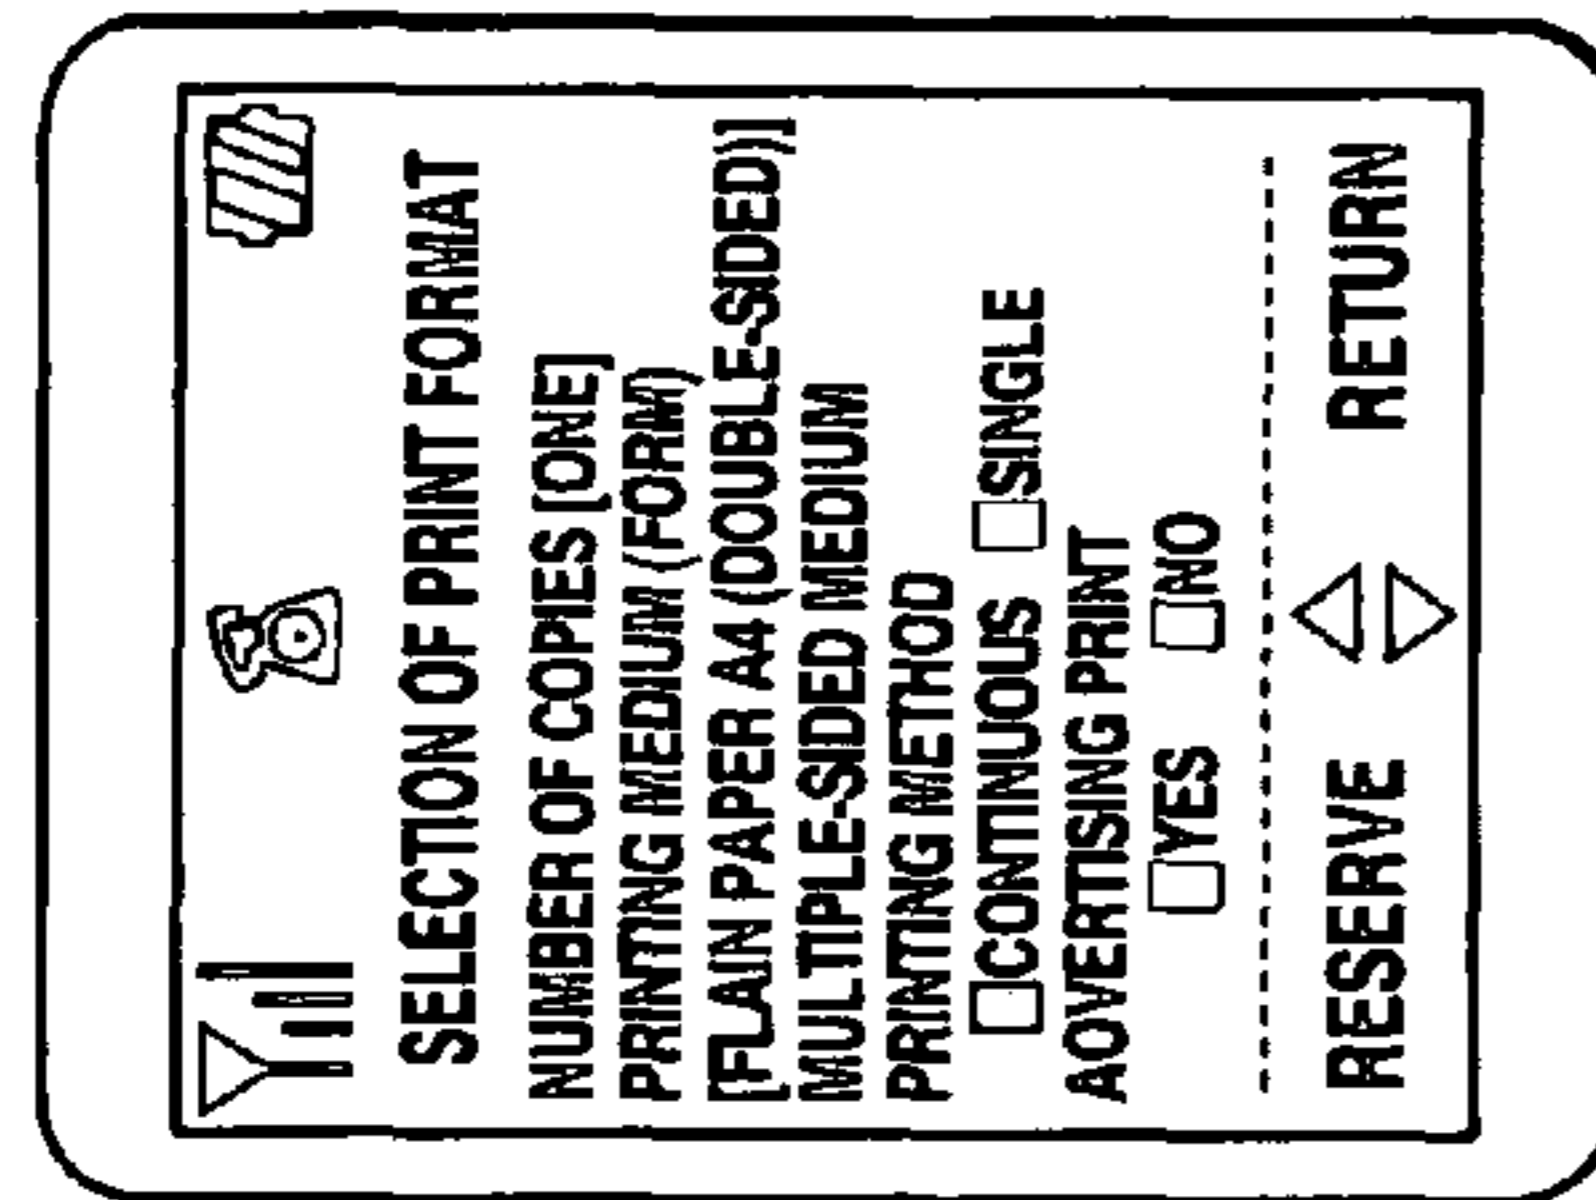 SELECTION OF PRINT FORMAT
NUMBER OF COPIES [ONE]
PRINTING MEDIUM (FORM)
[FLAIN PAPER A4 (DOUBLE-SIDED)]
MULTIPLE-SIDED MEDIUM
PRINTING METHOD
□CONTINUOUS □SINGLE
AOVERTISING PRINT
□YES □NO
RESERVE RETURN